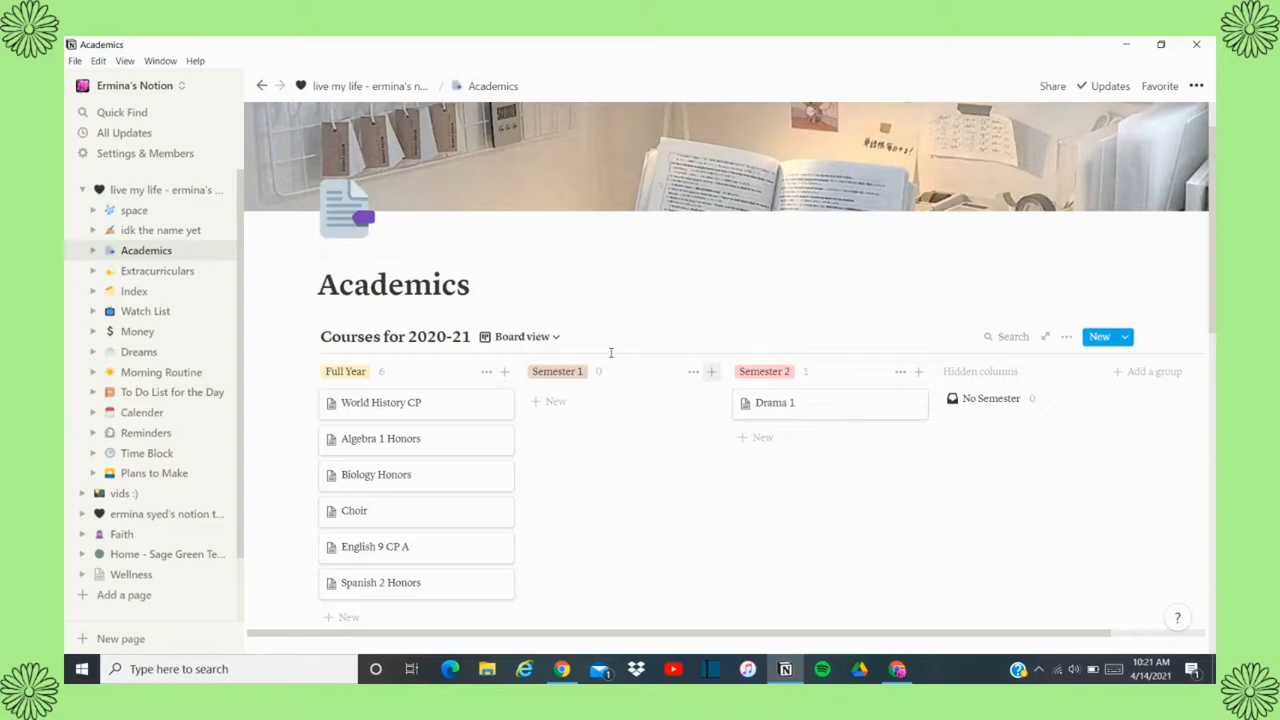 Academics
File Edit View Window Help
Ermina's Notion
live my life - ermina's n... / Academics
Share Updates Favorite
Quick Find
All Updates
Settings & Members
live my life - ermina's ...
space
idk the name yet
Academics
Extracurriculars
Index
Watch List
Money
Dreams
Morning Routine
To Do List for the Day
Calender
Reminders
Time Block
Plans to Make
vids :)
ermina syed's notion t...
Faith
Home - Sage Green Te...
Wellness
Add a page
New page
Academics
Courses for 2020-21 Board view
Search New
Full Year 6
Semester 1 0
Semester 2 1
Hidden columns
Add a group
World History CP
Algebra 1 Honors
Biology Honors
Choir
English 9 CP A
Spanish 2 Honors
New
New
Drama 1
New
No Semester 0
?
Type here to search
1
10:21 AM
4/14/2021
1